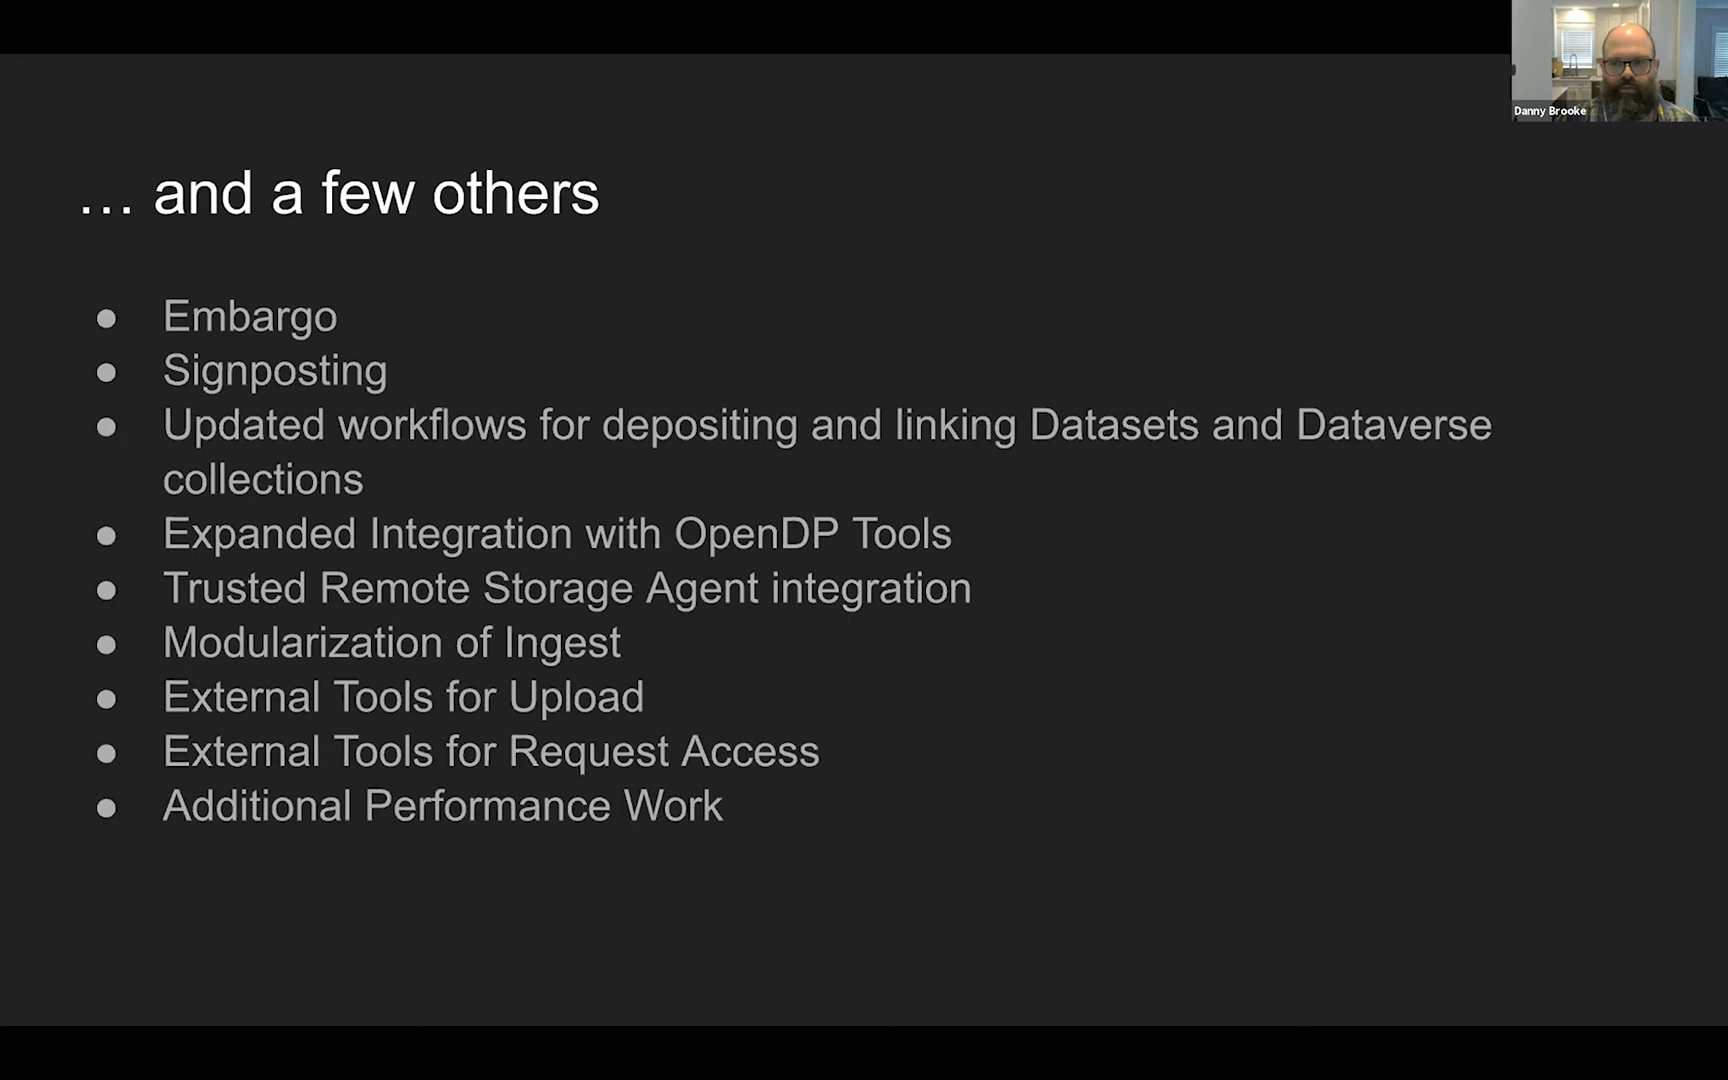 Danny Brooke
… and a few others
● Embargo
● Signposting
● Updated workflows for depositing and linking Datasets and Dataverse
collections
● Expanded Integration with OpenDP Tools
● Trusted Remote Storage Agent integration
● Modularization of Ingest
● External Tools for Upload
● External Tools for Request Access
● Additional Performance Work